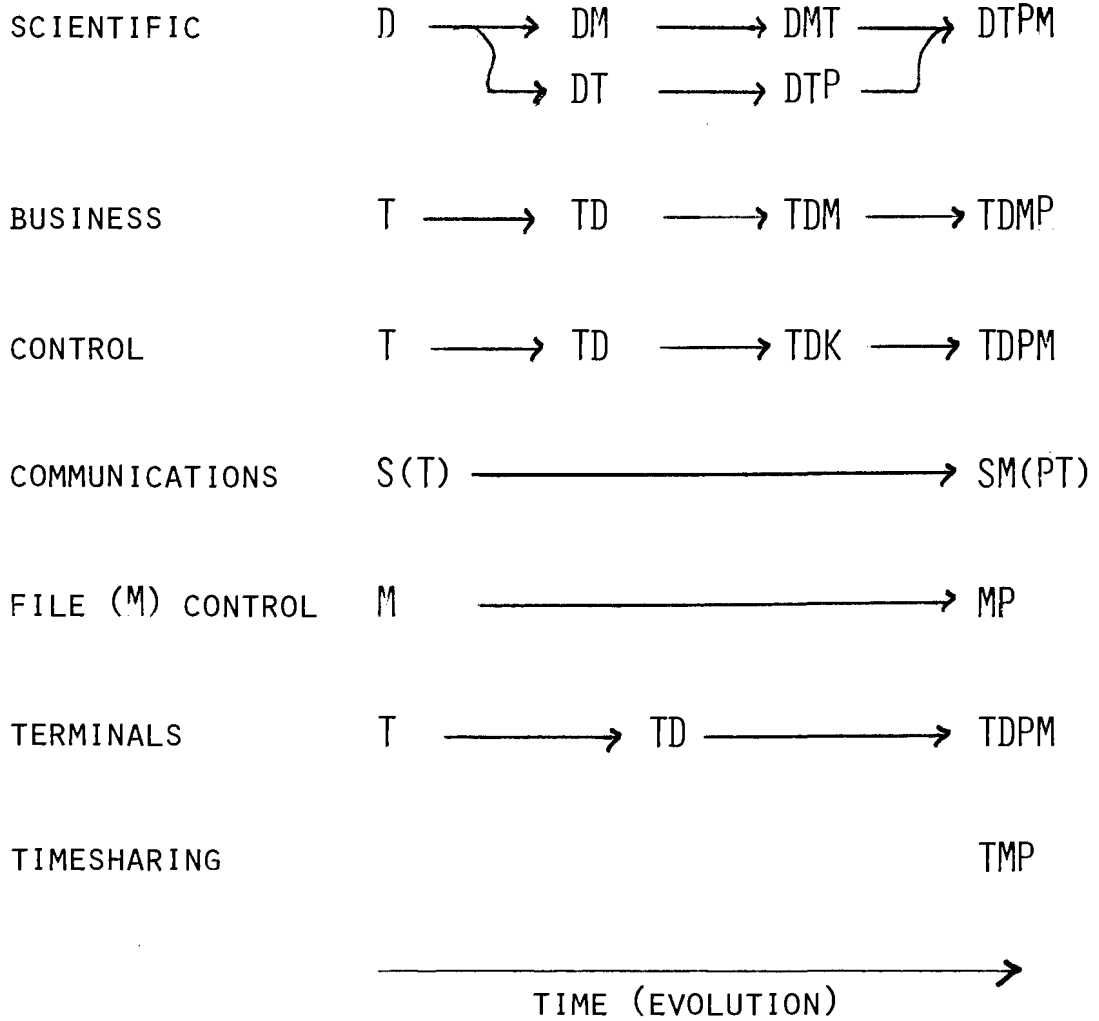 SCIENTIFIC D DM DMT DTPM
DT DTP
BUSINESS T TD TDM TDMP
CONTROL T TD TDK TDPM
COMMUNICATIONS S(T) SM(PT)
FILE (M) CONTROL M MP
TERMINALS T TD TDPM
TIMESHARING TMP
TIME (EVOLUTION)